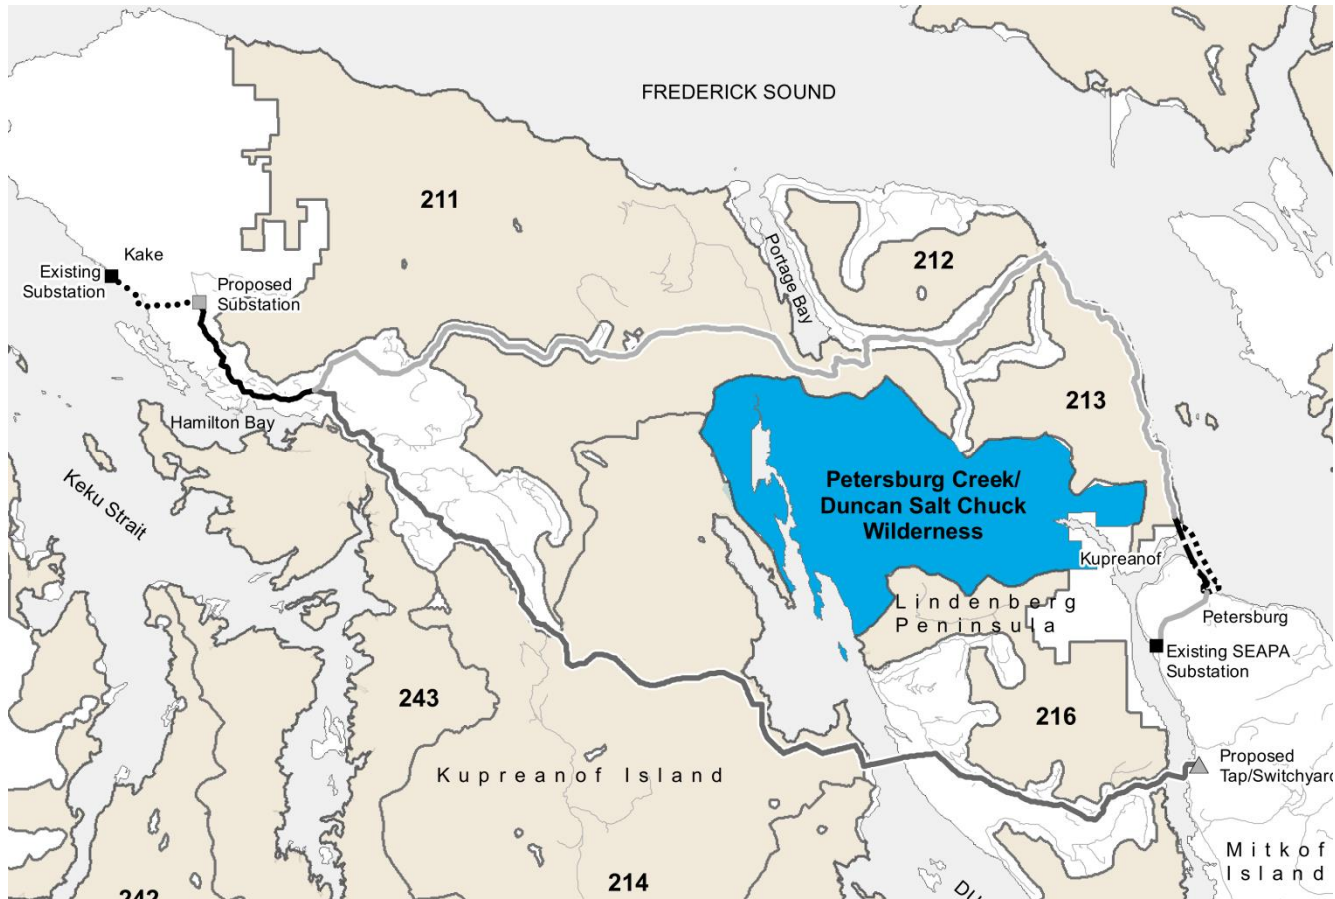 FREDERICK SOUND
211
212
Portage Bay
Kake
Existing
Substation
Proposed
Substation
213
Hamilton Bay
Keku Strait
Petersburg Creek/
Duncan Salt Chuck
Wilderness
Kupreanof
Lindenberg
Peninsula
Petersburg
Existing SEAPA
Substation
243
216
Kupreanof Island
Proposed
Tap/Switchyard
Mitkof
Island
214
242
DU